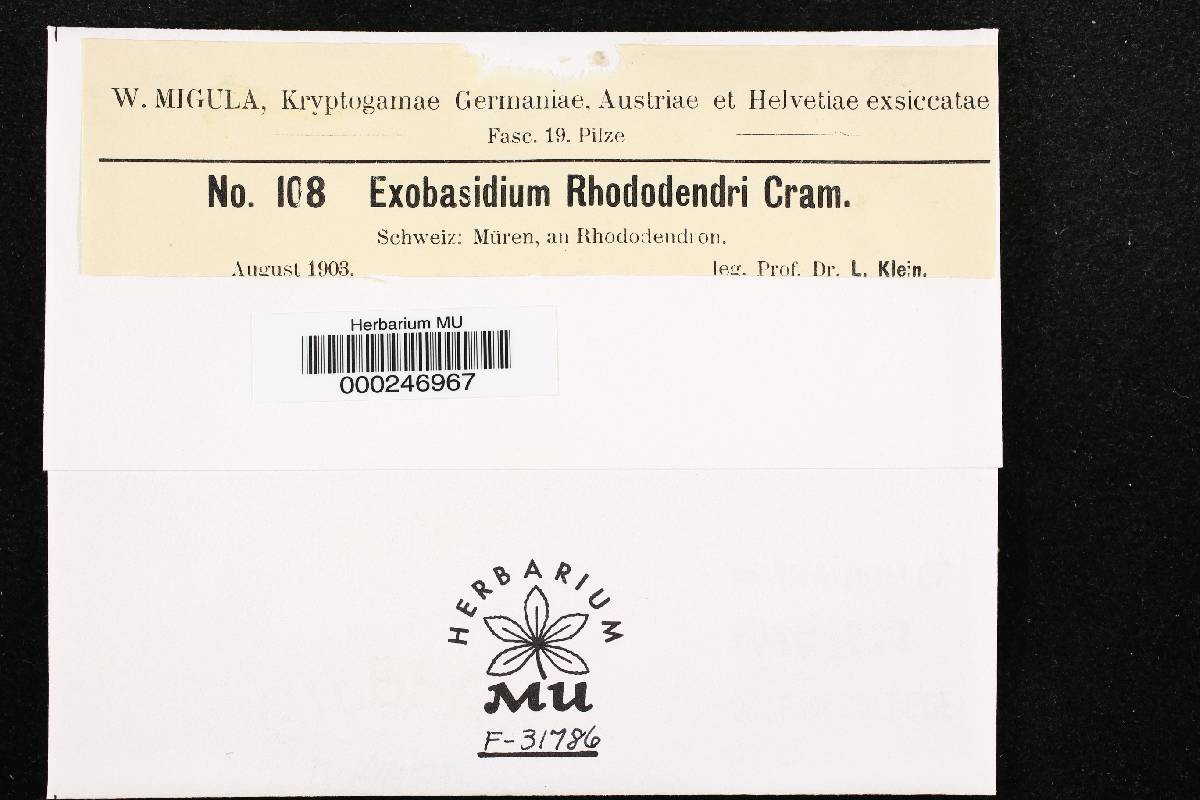 W. MIGULA, Kryptogamae Germaniae, Austriae et Helvetiae exsiccatae
Fasc. 19. Pilze
No. 108 Exobasidium Rhododendri Cram.
Schweiz: Müren, an Rhododendron.
August 1903. leg. Prof. Dr. L. Klein.
Herbarium MU
000246967
HERBARIUM
MU
F-31786